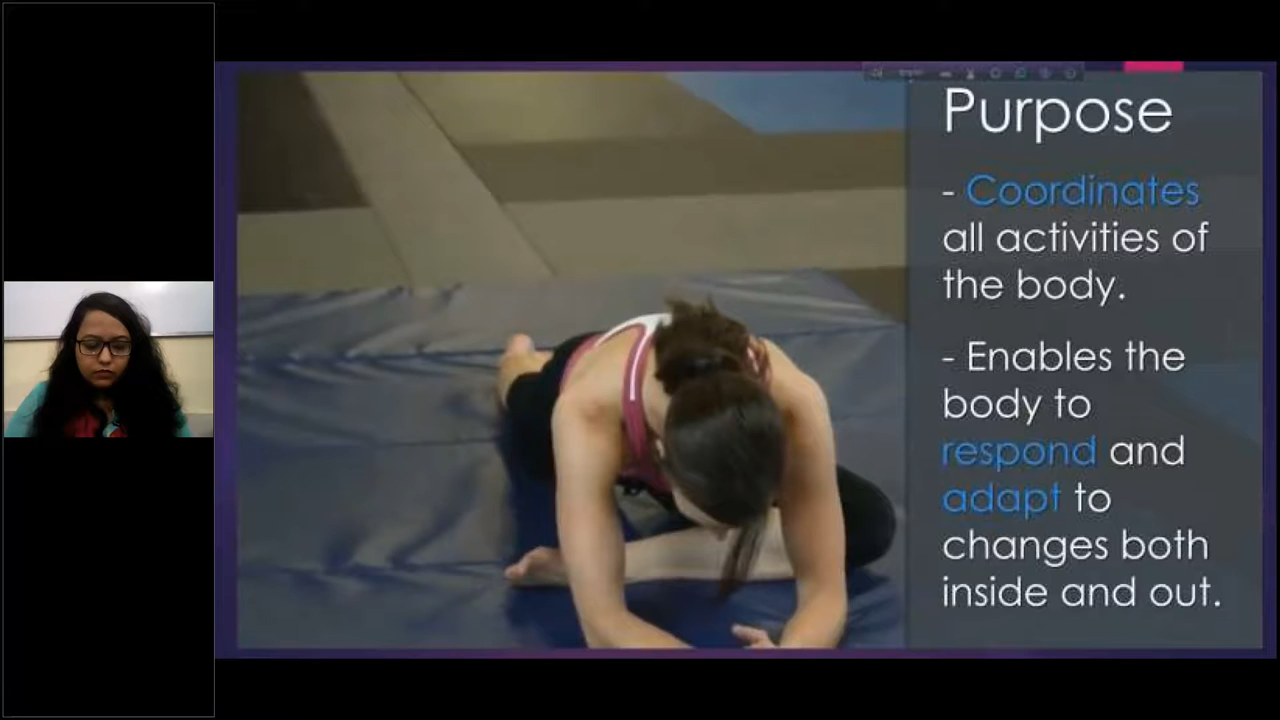 Purpose
- Coordinates
all activities of
the body.
- Enables the
body to
respond and
adapt to
changes both
inside and out.